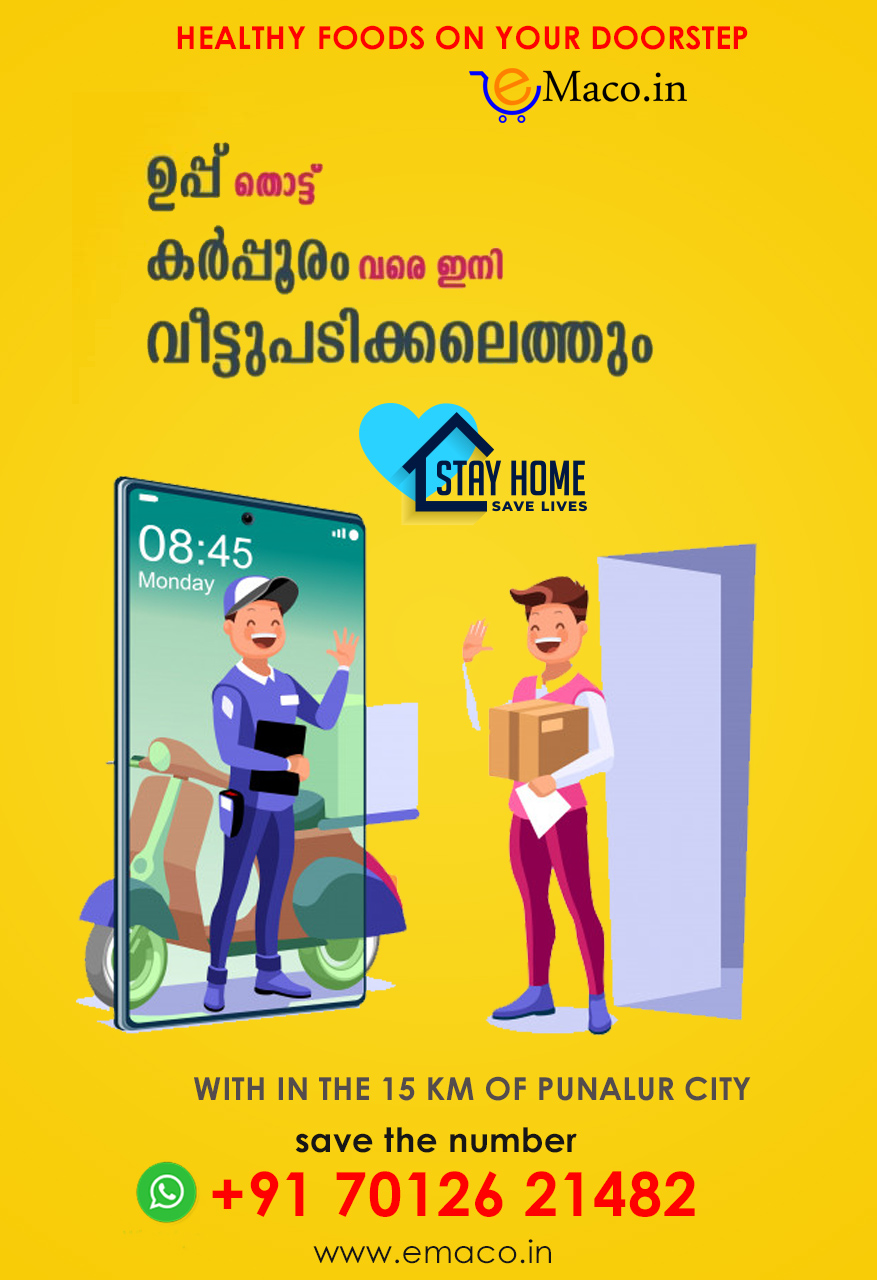 HEALTHY FOODS ON YOUR DOORSTEP
eMaco.in
ഉപ്പ് തൊട്ട്
കർപ്പൂരം വരെ ഇനി
വീട്ടുപടിക്കലെത്തും
STAY HOME
SAVE LIVES
08:45
Monday
WITH IN THE 15 KM OF PUNALUR CITY
save the number
+91 70126 21482
www.emaco.in